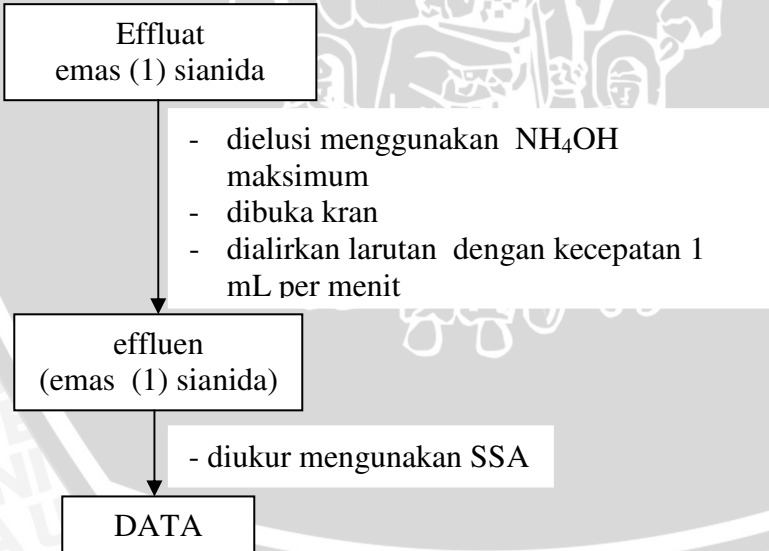 Effluat
emas (1) sianida
- dielusi menggunakan NH₄OH
maksimum
- dibuka kran
- dialirkan larutan dengan kecepatan 1
mL per menit
effluen
(emas (1) sianida)
- diukur mengunakan SSA
DATA